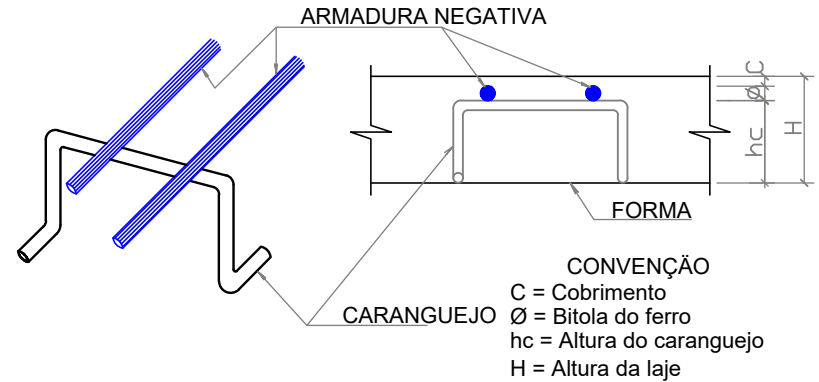 ARMADURA NEGATIVA
C
Ø
hc
H
FORMA
CARANGUEJO
CONVENÇÃO
C = Cobrimento
Ø = Bitola do ferro
hc = Altura do caranguejo
H = Altura da laje